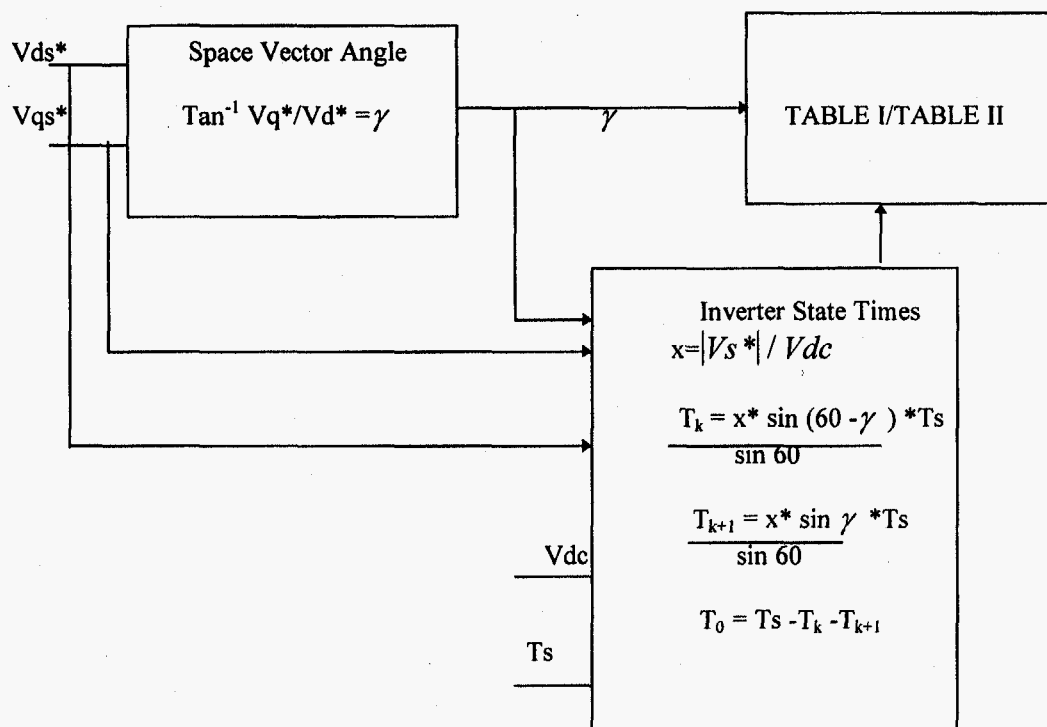 Vds*
Vqs*
Space Vector Angle
Tan⁻¹ Vq*/Vd* = γ
γ
TABLE I/TABLE II
Inverter State Times
x=|Vs*| / Vdc
Tₖ = x* sin (60 - γ ) *Ts
sin 60
Tₖ₊₁ = x* sin γ *Ts
sin 60
T₀ = Ts -Tₖ -Tₖ₊₁
Vdc
Ts